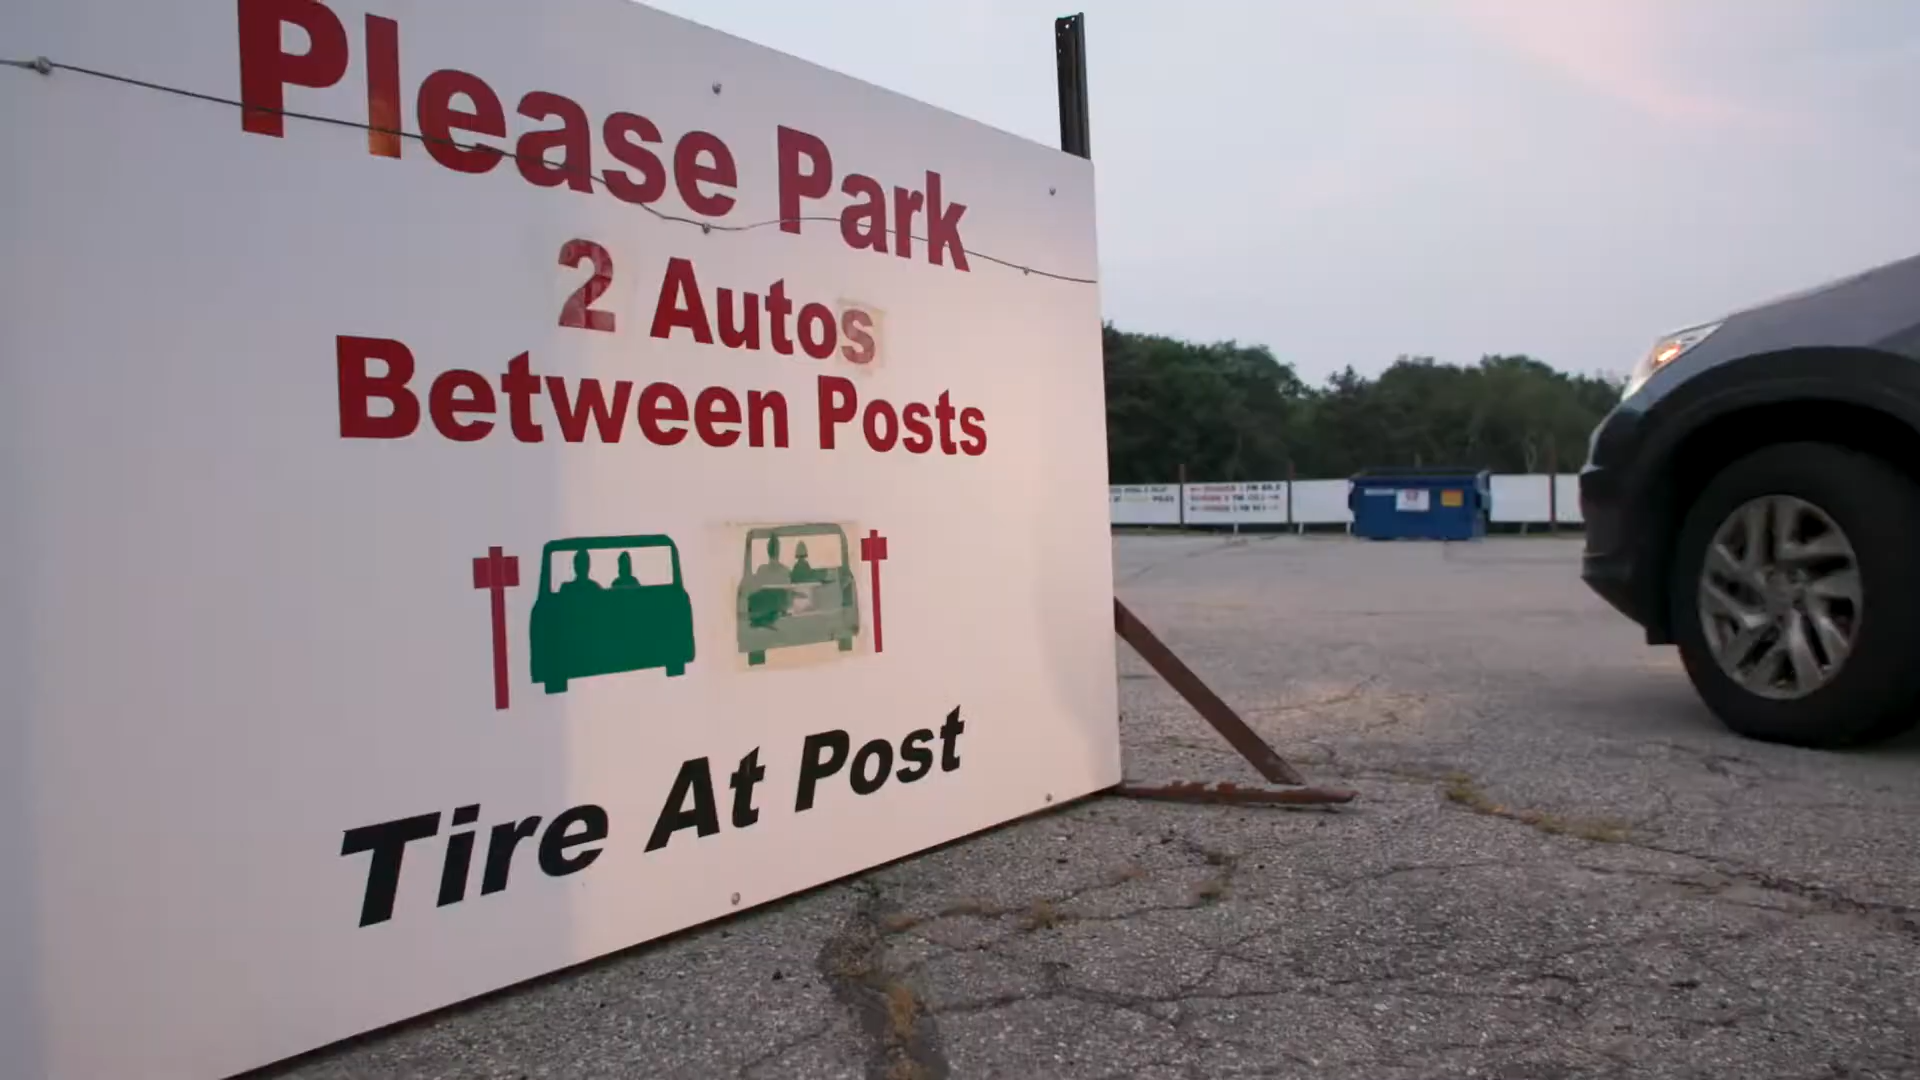 Please Park
2 Autos
Between Posts
Tire At Post